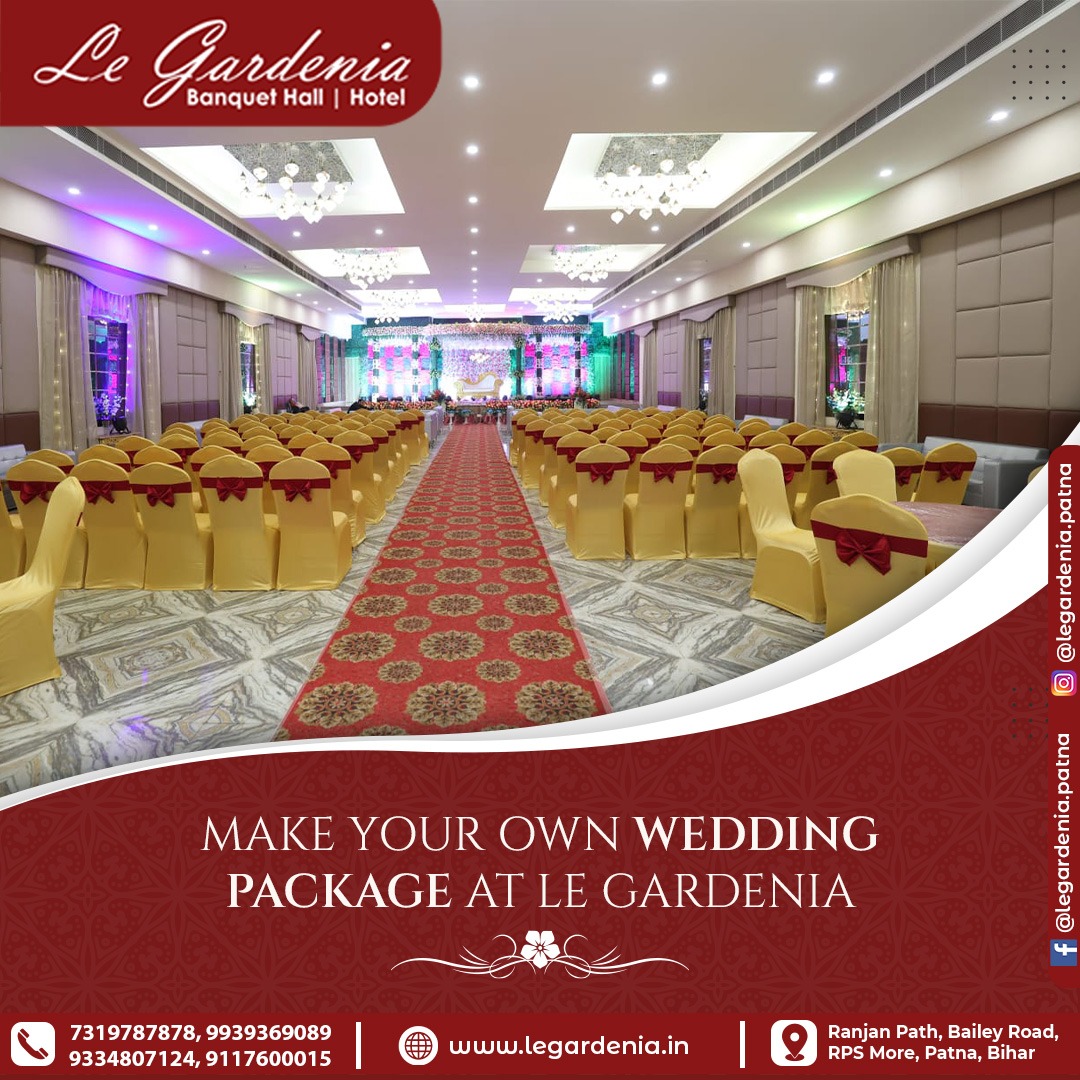 Le Gardenia
Banquet Hall | Hotel
@legardenia.patna
@legardenia.patna
MAKE YOUR OWN WEDDING
PACKAGE AT LE GARDENIA
7319787878, 9939369089
9334807124, 9117600015
www.legardenia.in
Ranjan Path, Bailey Road,
RPS More, Patna, Bihar